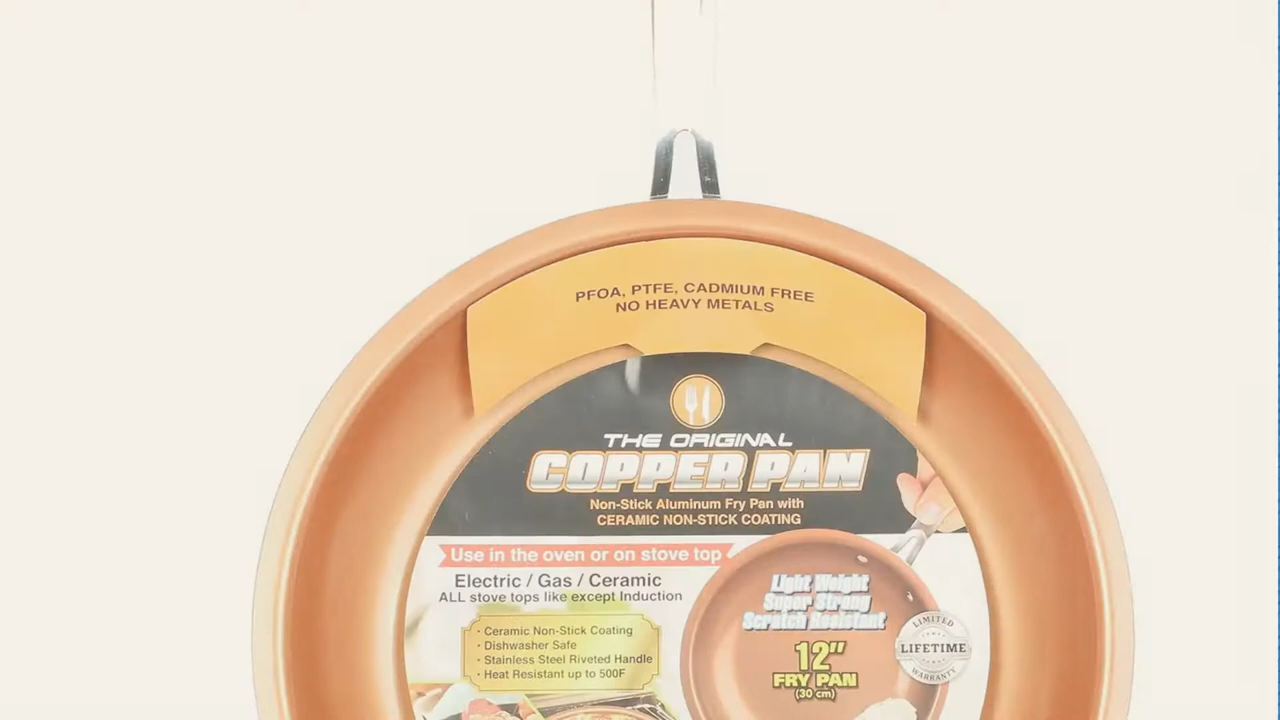 PFOA, PTFE, CADMIUM FREE
NO HEAVY METALS
THE ORIGINAL
COPPER PAN
Non-Stick Aluminum Fry Pan with
CERAMIC NON-STICK COATING
Use in the oven or on stove top
Electric / Gas / Ceramic
ALL stove tops like except Induction
· Ceramic Non-Stick Coating
· Dishwasher Safe
· Stainless Steel Riveted Handle
· Heat Resistant up to 500F
Light Weight
Super Strong
Scratch Resistant
12"
FRY PAN
(30 cm)
LIMITED
LIFETIME
WARRANTY